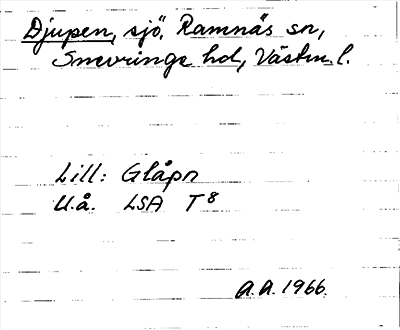 Djupen, sjö. Ramnäs sn,
Snevringe hd, Västm. l.
Lill: Glåpn
U.å. LSA T8
A.A. 1966.